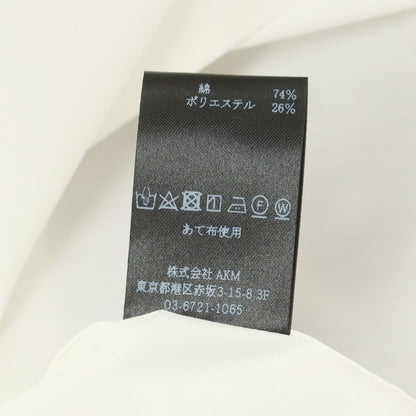 綿 74%
ポリエステル 26%
F W
あて布使用
株式会社 AKM
東京都港区赤坂3-15-8 3F
03-6721-1065